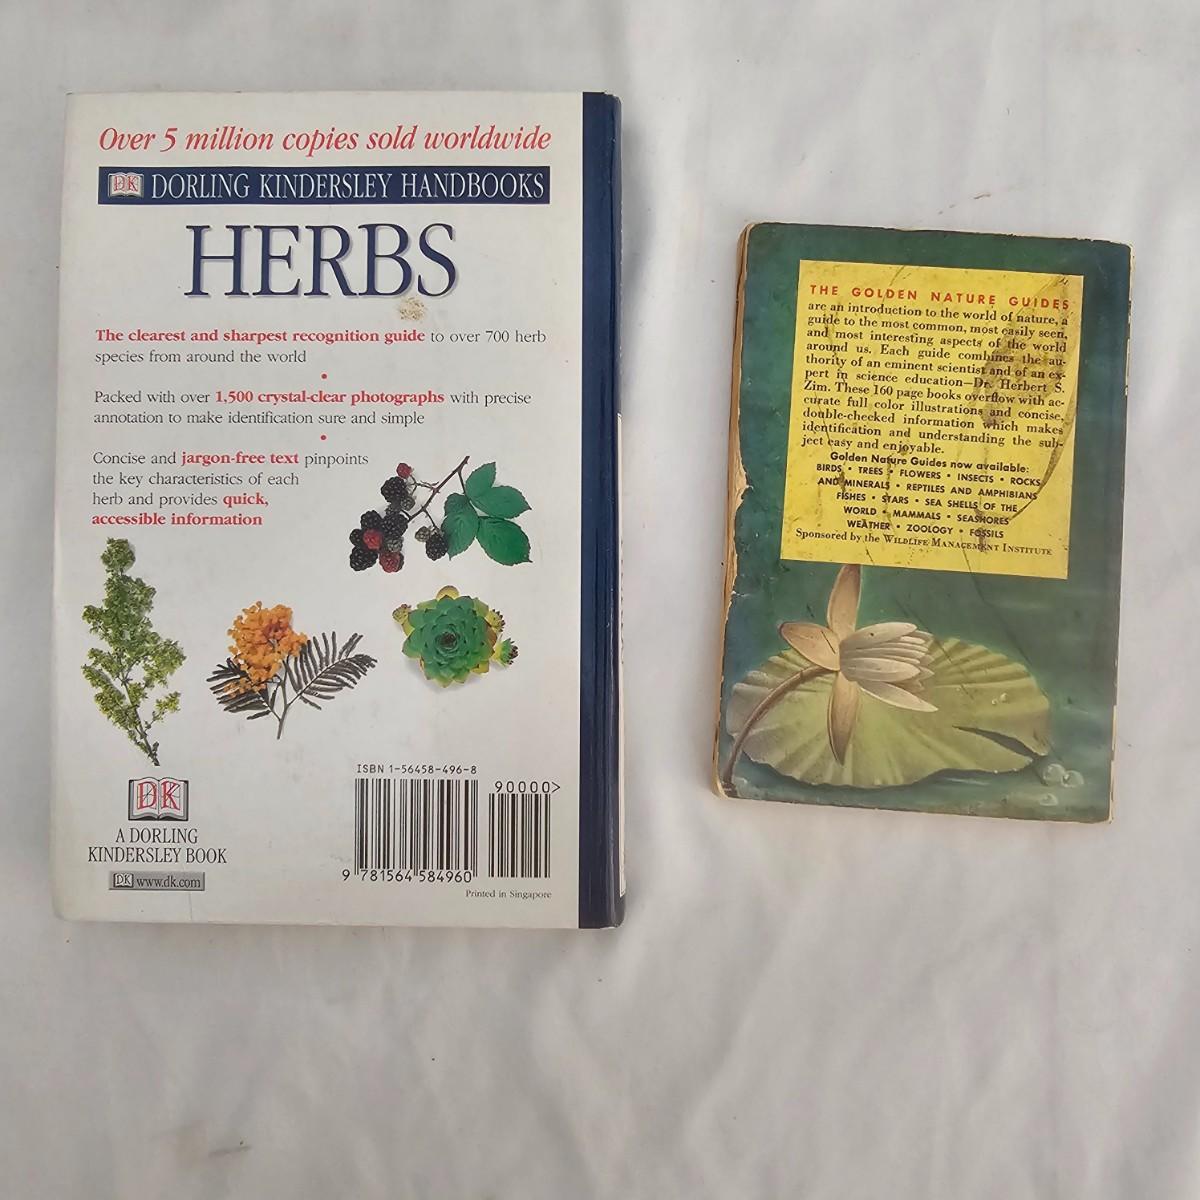 Over 5 million copies sold worldwide
DK DORLING KINDERSLEY HANDBOOKS
HERBS
The clearest and sharpest recognition guide to over 700 herb
species from around the world
•
Packed with over 1,500 crystal-clear photographs with precise
annotation to make identification sure and simple
•
Concise and jargon-free text pinpoints
the key characteristics of each
herb and provides quick,
accessible information
DK
A DORLING
KINDERSLEY BOOK
DK www.dk.com
ISBN 1-56458-496-8
90000>
9 781564 584960
Printed in Singapore
THE GOLDEN NATURE GUIDES
are an introduction to the world of nature, a
guide to the most common, most easily seen,
and most interesting aspects of the world
around us. Each guide combines the au-
thority of an eminent scientist and of an ex-
pert in science education—Dr. Herbert S.
Zim. These 160 page books overflow with ac-
curate full color illustrations and concise,
double-checked information which makes
identification and understanding the sub-
ject easy and enjoyable.
Golden Nature Guides now available:
BIRDS • TREES • FLOWERS • INSECTS • ROCKS
AND MINERALS • REPTILES AND AMPHIBIANS
FISHES • STARS • SEA SHELLS OF THE
WORLD • MAMMALS • SEASHORES
WEATHER • ZOOLOGY • FOSSILS
Sponsored by the WILDLIFE MANAGEMENT INSTITUTE